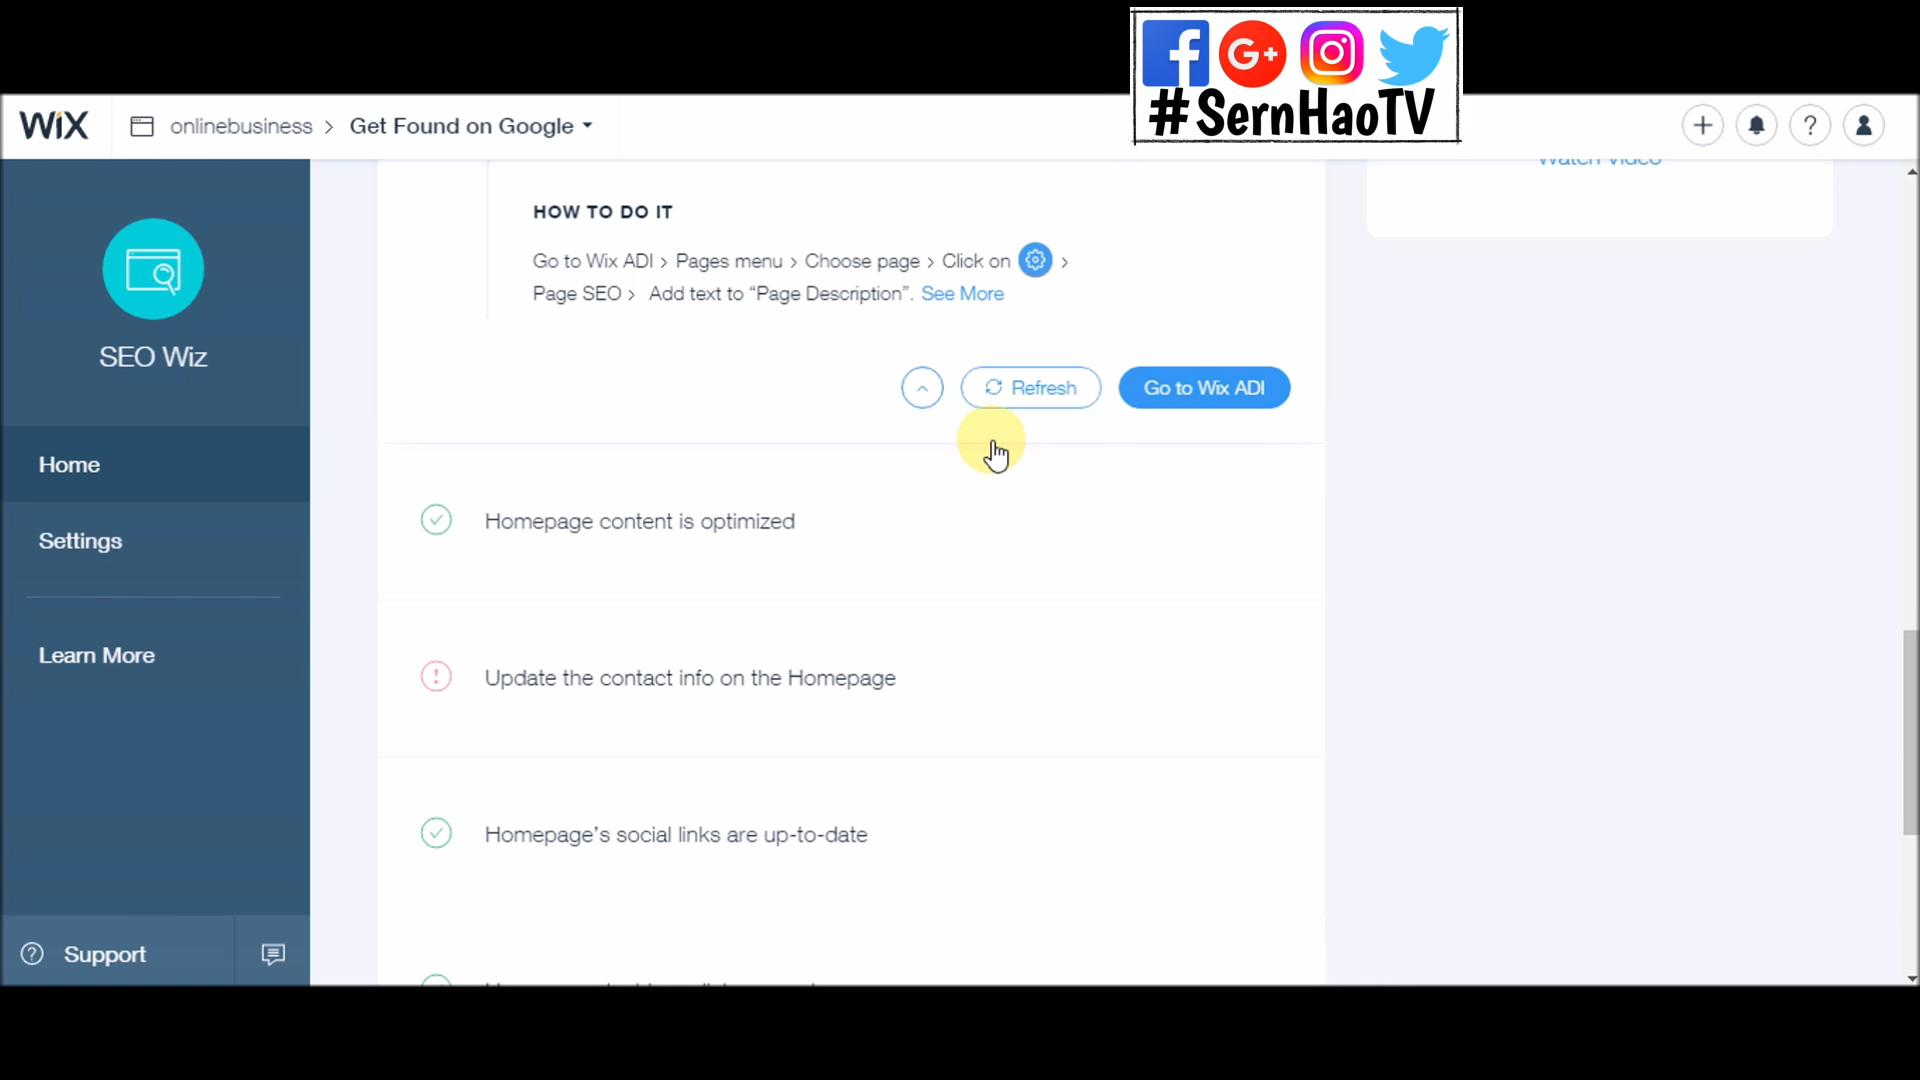 #SernHaoTV
WiX
onlinebusiness > Get Found on Google
Watch Video
HOW TO DO IT
Go to Wix ADI > Pages menu > Choose page > Click on >
Page SEO > Add text to “Page Description”. See More
SEO Wiz
Refresh
Go to Wix ADI
Home
Homepage content is optimized
Settings
Learn More
Update the contact info on the Homepage
Homepage’s social links are up-to-date
Support